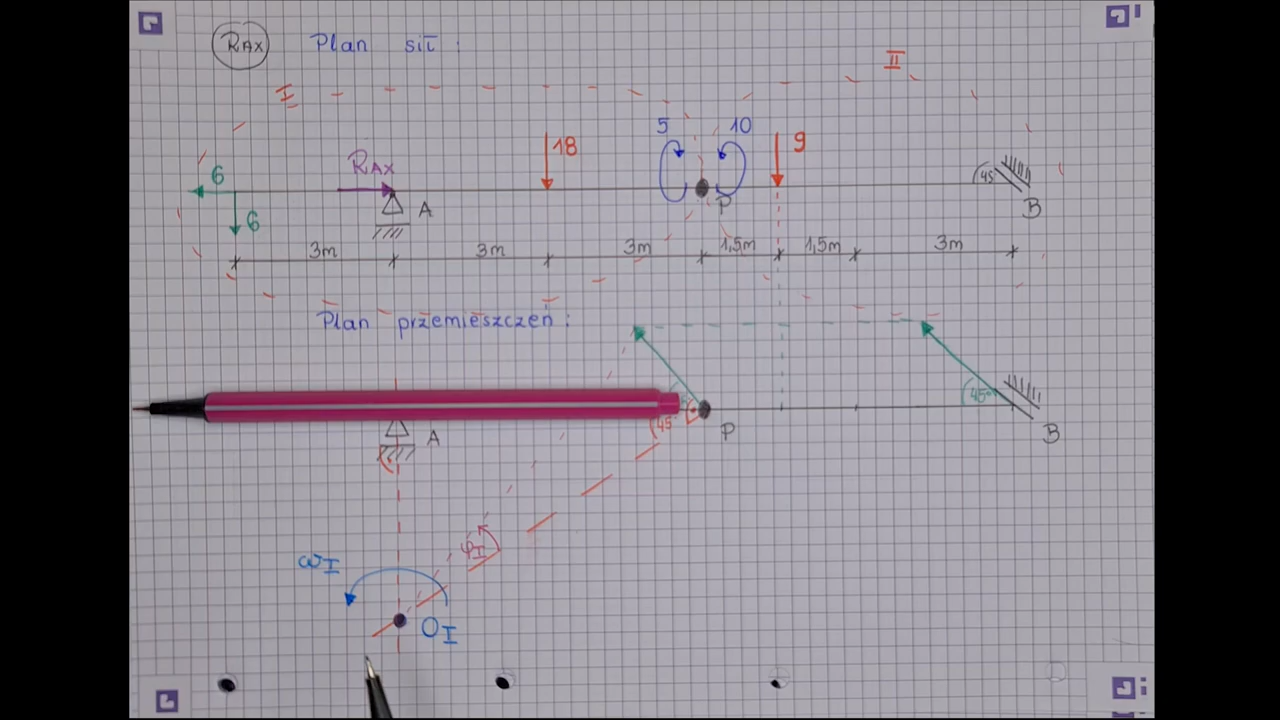 RAX Plan sił :
I II
5 10
18 9
6 RAX 45
A P B
6
3m 3m 3m 1,5m 1,5m 3m
Plan przemieszczeń :
45°
45 P B
A
φI
ωI
OI